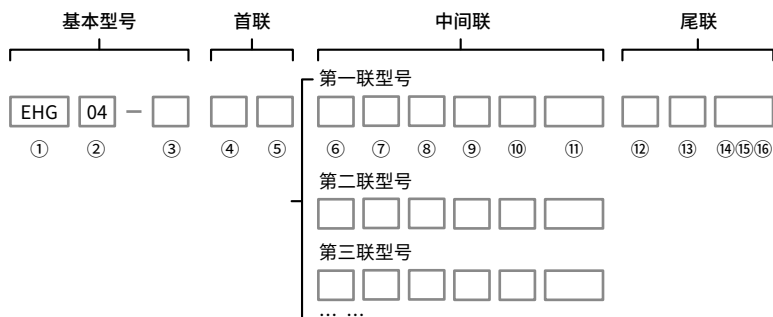 基本型号 首联 中间联 尾联
第一联型号
EHG 04 –
① ② ③ ④ ⑤ ⑥ ⑦ ⑧ ⑨ ⑩ ⑪ ⑫ ⑬ ⑭⑮⑯
第二联型号
第三联型号
… …